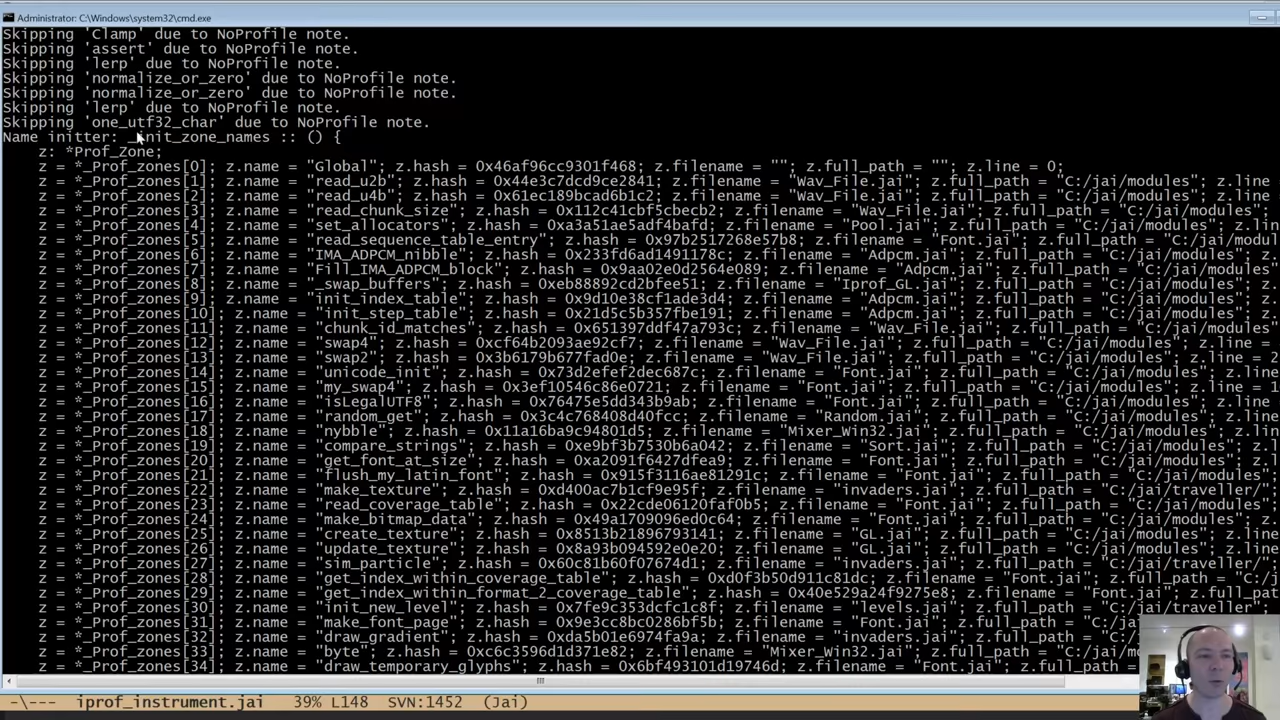 Administrator: C:\Windows\system32\cmd.exe
Skipping 'Clamp' due to NoProfile note.
Skipping 'assert' due to NoProfile note.
Skipping 'lerp' due to NoProfile note.
Skipping 'normalize_or_zero' due to NoProfile note.
Skipping 'normalize_or_zero' due to NoProfile note.
Skipping 'lerp' due to NoProfile note.
Skipping 'one_utf32_char' due to NoProfile note.
Name initter: _init_zone_names :: () {
z: *Prof_Zone;
z = *_Prof_zones[0]; z.name = "Global"; z.hash = 0x46af96cc9301f468; z.filename = ""; z.full_path = ""; z.line = 0;
z = *_Prof_zones[1]; z.name = "read_u2b"; z.hash = 0x44e3c7dcd9ce2841; z.filename = "Wav_File.jai"; z.full_path = "C:/jai/modules"; z.line
z = *_Prof_zones[2]; z.name = "read_u4b"; z.hash = 0x61ec189bcad6b1c2; z.filename = "Wav_File.jai"; z.full_path = "C:/jai/modules"; z.line
z = *_Prof_zones[3]; z.name = "read_chunk_size"; z.hash = 0x112c41cbf5cbecb2; z.filename = "Wav_File.jai"; z.full_path = "C:/jai/modules";
z = *_Prof_zones[4]; z.name = "set_allocators"; z.hash = 0xa3a51ae5adf4bafd; z.filename = "Pool.jai"; z.full_path = "C:/jai/modules"; z.lin
z = *_Prof_zones[5]; z.name = "read_sequence_table_entry"; z.hash = 0x97b2517268e57b8; z.filename = "Font.jai"; z.full_path = "C:/jai/modul
z = *_Prof_zones[6]; z.name = "IMA_ADPCM_nibble"; z.hash = 0x233fd6ad1491178c; z.filename = "Adpcm.jai"; z.full_path = "C:/jai/modules"; z.
z = *_Prof_zones[7]; z.name = "Fill_IMA_ADPCM_block"; z.hash = 0x9aa02e0d2564e089; z.filename = "Adpcm.jai"; z.full_path = "C:/jai/modules"
z = *_Prof_zones[8]; z.name = "_swap_buffers"; z.hash = 0xeb88892cd2bfee51; z.filename = "Iprof_GL.jai"; z.full_path = "C:/jai/modules"; z.
z = *_Prof_zones[9]; z.name = "init_index_table"; z.hash = 0x9d10e38cf1ade3d4; z.filename = "Adpcm.jai"; z.full_path = "C:/jai/modules"; z.
z = *_Prof_zones[10]; z.name = "init_step_table"; z.hash = 0x21d5c5b357fbe191; z.filename = "Adpcm.jai"; z.full_path = "C:/jai/modules"; z.
z = *_Prof_zones[11]; z.name = "chunk_id_matches"; z.hash = 0x651397ddf47a793c; z.filename = "Wav_File.jai"; z.full_path = "C:/jai/modules"
z = *_Prof_zones[12]; z.name = "swap4"; z.hash = 0xcf64b2093ae92cf7; z.filename = "Wav_File.jai"; z.full_path = "C:/jai/modules"; z.line =
z = *_Prof_zones[13]; z.name = "swap2"; z.hash = 0x3b6179b677fad0e; z.filename = "Wav_File.jai"; z.full_path = "C:/jai/modules"; z.line = 2
z = *_Prof_zones[14]; z.name = "unicode_init"; z.hash = 0x73d2efef2dec687c; z.filename = "Font.jai"; z.full_path = "C:/jai/modules"; z.line
z = *_Prof_zones[15]; z.name = "my_swap4"; z.hash = 0x3ef10546c86e0721; z.filename = "Font.jai"; z.full_path = "C:/jai/modules"; z.line = 1
z = *_Prof_zones[16]; z.name = "isLegalUTF8"; z.hash = 0x76475e5dd343b9ab; z.filename = "Font.jai"; z.full_path = "C:/jai/modules"; z.line
z = *_Prof_zones[17]; z.name = "random_get"; z.hash = 0x3c4c768408d40fcc; z.filename = "Random.jai"; z.full_path = "C:/jai/modules"; z.line
z = *_Prof_zones[18]; z.name = "nybble"; z.hash = 0x11a16ba9c94801d5; z.filename = "Mixer_Win32.jai"; z.full_path = "C:/jai/modules"; z.lin
z = *_Prof_zones[19]; z.name = "compare_strings"; z.hash = 0xe9bf3b7530b6a042; z.filename = "Sort.jai"; z.full_path = "C:/jai/modules"; z.l
z = *_Prof_zones[20]; z.name = "get_font_at_size"; z.hash = 0xa2091f6427dfea9; z.filename = "Font.jai"; z.full_path = "C:/jai/modules"; z.l
z = *_Prof_zones[21]; z.name = "flush_my_latin_font"; z.hash = 0x915f3116ae81291c; z.filename = "Font.jai"; z.full_path = "C:/jai/modules";
z = *_Prof_zones[22]; z.name = "make_texture"; z.hash = 0xd400ac7b1cf9e95f; z.filename = "invaders.jai"; z.full_path = "C:/jai/traveller/";
z = *_Prof_zones[23]; z.name = "read_coverage_table"; z.hash = 0x22cde06120faf0b5; z.filename = "Font.jai"; z.full_path = "C:/jai/modules";
z = *_Prof_zones[24]; z.name = "make_bitmap_data"; z.hash = 0x49a1709096ed0c64; z.filename = "Font.jai"; z.full_path = "C:/jai/modules"; z.
z = *_Prof_zones[25]; z.name = "create_texture"; z.hash = 0x8513b21896793141; z.filename = "GL.jai"; z.full_path = "C:/jai/modules"; z.line
z = *_Prof_zones[26]; z.name = "update_texture"; z.hash = 0x8a93b094592e0e20; z.filename = "GL.jai"; z.full_path = "C:/jai/modules"; z.line
z = *_Prof_zones[27]; z.name = "sim_particle"; z.hash = 0x60c81b60f07674d1; z.filename = "invaders.jai"; z.full_path = "C:/jai/traveller/";
z = *_Prof_zones[28]; z.name = "get_index_within_coverage_table"; z.hash = 0xd0f3b50d911c81dc; z.filename = "Font.jai"; z.full_path = "C:/j
z = *_Prof_zones[29]; z.name = "get_index_within_format_2_coverage_table"; z.hash = 0x40e529a24f9275e8; z.filename = "Font.jai"; z.full_pat
z = *_Prof_zones[30]; z.name = "init_new_level"; z.hash = 0x7fe9c353dcfc1c8f; z.filename = "levels.jai"; z.full_path = "C:/jai/traveller";
z = *_Prof_zones[31]; z.name = "make_font_page"; z.hash = 0x9e3cc8bc0286bf5b; z.filename = "Font.jai"; z.full_path = "C:/
z = *_Prof_zones[32]; z.name = "draw_gradient"; z.hash = 0xda5b01e6974fa9a; z.filename = "invaders.jai"; z.full_path = "C
z = *_Prof_zones[33]; z.name = "byte"; z.hash = 0xc6c3596d1d371e82; z.filename = "Mixer_Win32.jai"; z.full_path = "C:/jai
z = *_Prof_zones[34]; z.name = "draw_temporary_glyphs"; z.hash = 0x6bf493101d19746d; z.filename = "Font.jai"; z.full_path
-\--- iprof_instrument.jai 39% L148 SVN:1452 (Jai)